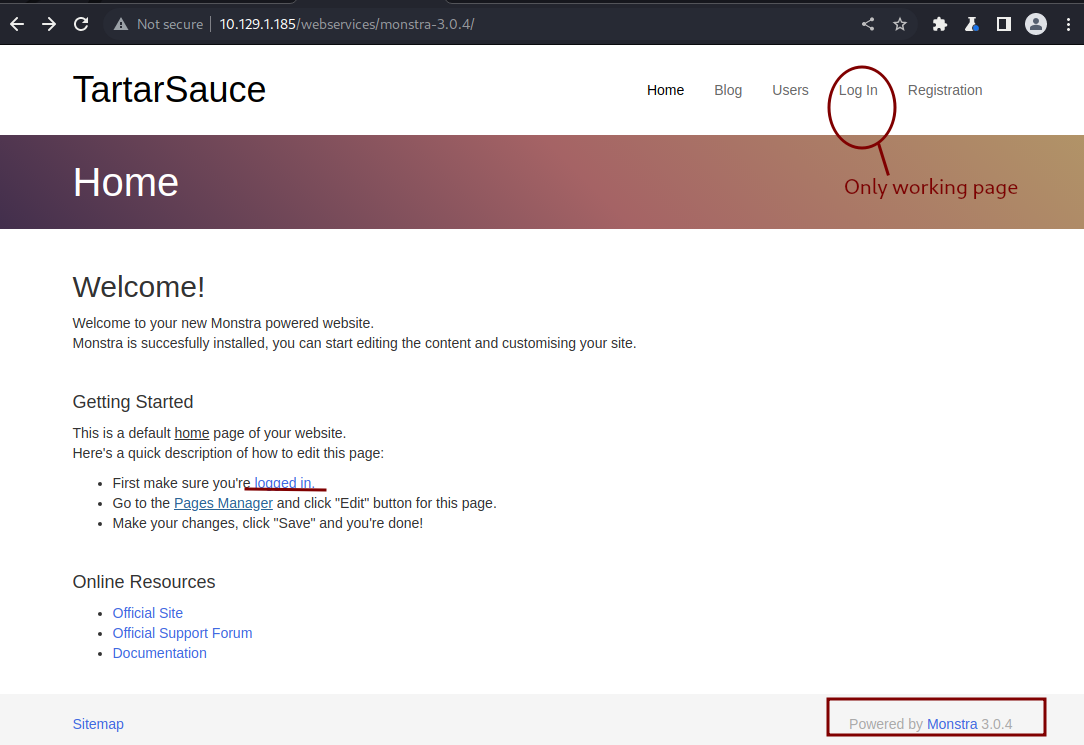 Not secure 10.129.1.185/webservices/monstra-3.0.4/
TartarSauce
Home Blog Users Log In Registration
Home
Only working page
Welcome!
Welcome to your new Monstra powered website.
Monstra is succesfully installed, you can start editing the content and customising your site.
Getting Started
This is a default home page of your website.
Here's a quick description of how to edit this page:
• First make sure you're logged in.
• Go to the Pages Manager and click "Edit" button for this page.
• Make your changes, click "Save" and you're done!
Online Resources
• Official Site
• Official Support Forum
• Documentation
Sitemap Powered by Monstra 3.0.4